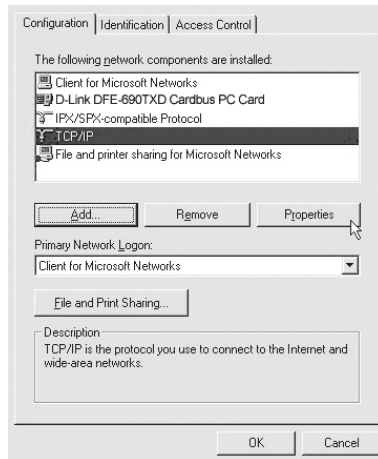 Configuration Identification Access Control
The following network components are installed:
Client for Microsoft Networks
D-Link DFE-690TXD Cardbus PC Card
IPX/SPX-compatible Protocol
TCP/IP
File and printer sharing for Microsoft Networks
Add... Remove Properties
Primary Network Logon:
Client for Microsoft Networks
File and Print Sharing...
Description
TCP/IP is the protocol you use to connect to the Internet and
wide-area networks.
OK Cancel